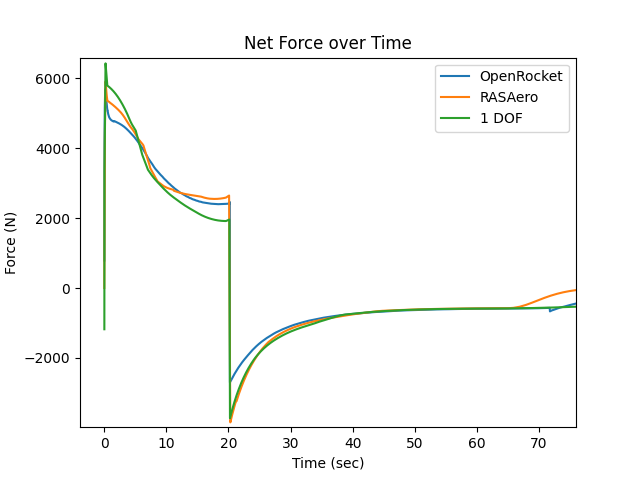 Net Force over Time
OpenRocket
RASAero
1 DOF
6000
4000
2000
0
−2000
Force (N)
0 10 20 30 40 50 60 70
Time (sec)